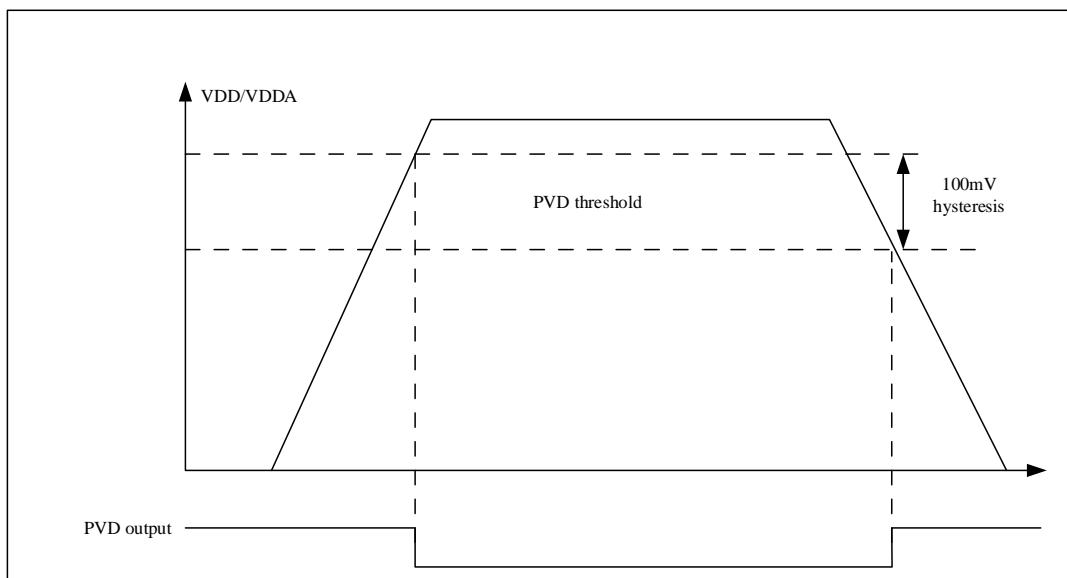 VDD/VDDA
PVD threshold
100mV
hysteresis
PVD output